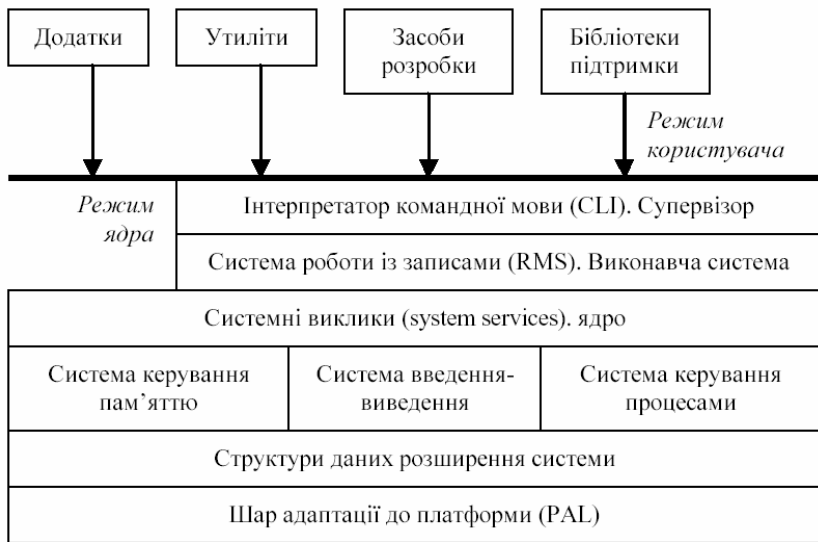 Додатки
Утиліти
Засоби
розробки
Бібліотеки
підтримки
Режим
користувача
Режим
ядра
Інтерпретатор командної мови (CLI). Супервізор
Система роботи із записами (RMS). Виконавча система
Системні виклики (system services). ядро
Система керування
пам’яттю
Система введення-
виведення
Система керування
процесами
Структури даних розширення системи
Шар адаптації до платформи (PAL)